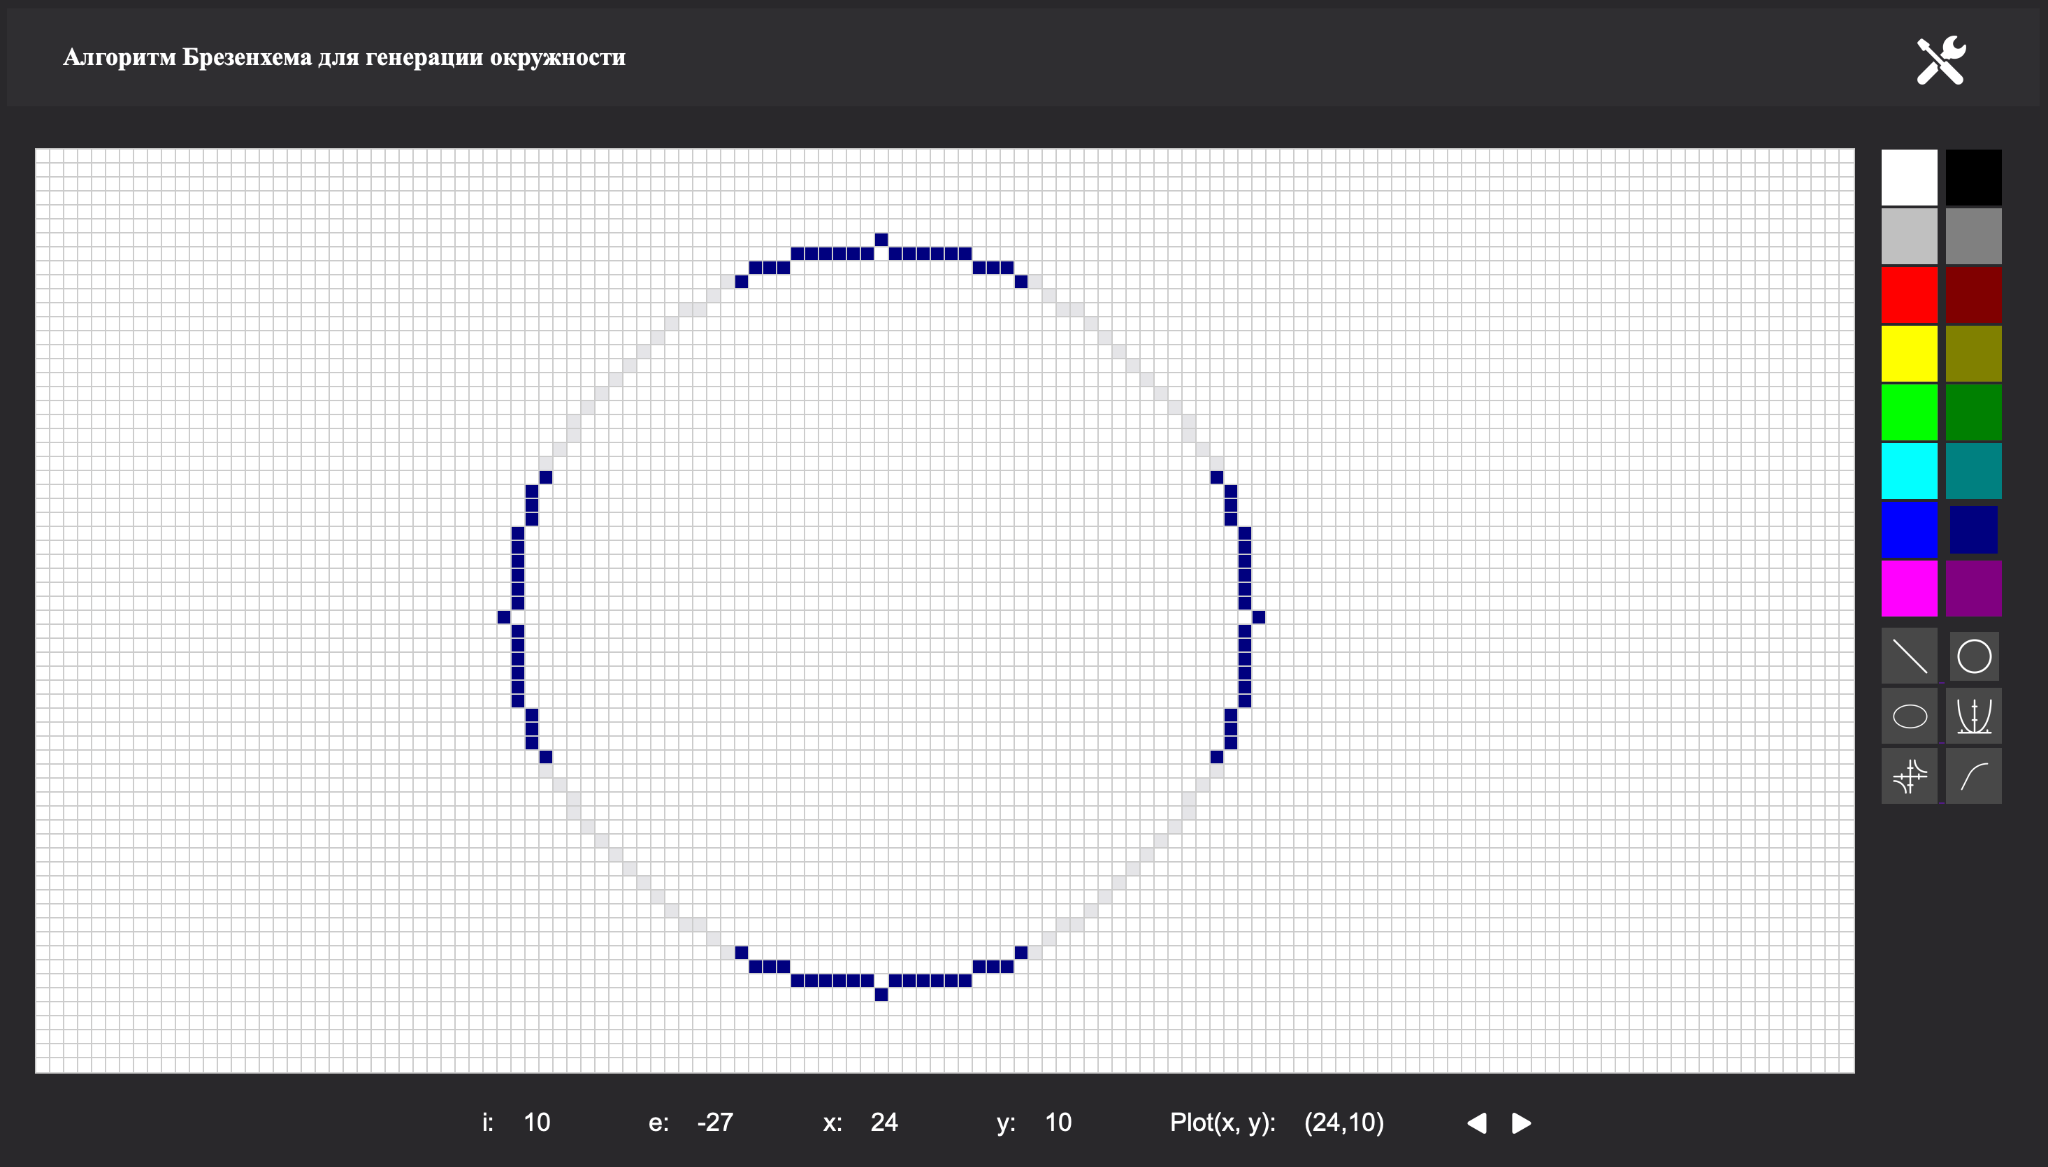 Алгоритм Брезенхема для генерации окружности
i: 10 e: -27 x: 24 y: 10 Plot(x, y): (24,10)